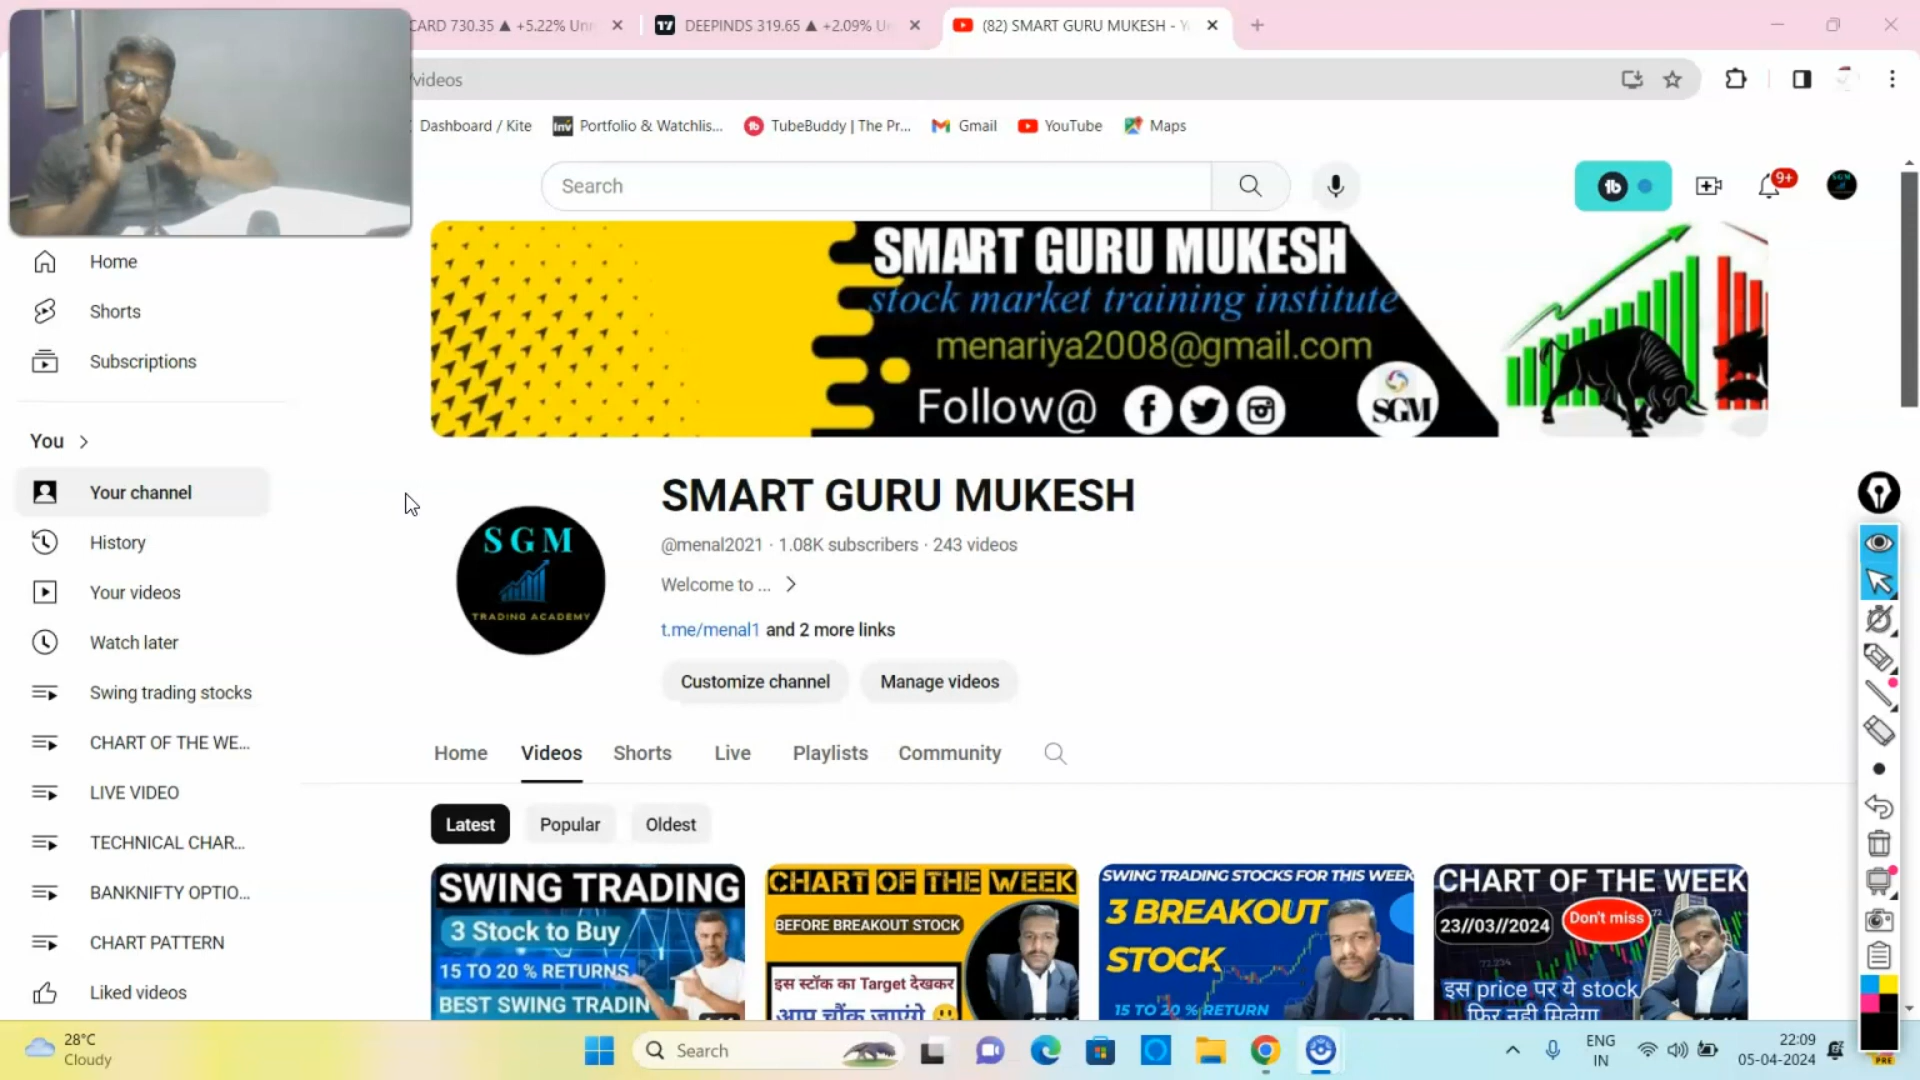 CARD 730.35 ▲ +5.22%
DEEPINDS 319.65 ▲ +2.09%
(82) SMART GURU MUKESH -
videos
Dashboard / Kite
inv Portfolio & Watchlis...
TubeBuddy | The Pr...
Gmail
YouTube
Maps
Search
9+
SMART GURU MUKESH
stock market training institute
menariya2008@gmail.com
Follow@
SGM
Home
Shorts
Subscriptions
You
Your channel
History
Your videos
Watch later
Swing trading stocks
CHART OF THE WE...
LIVE VIDEO
TECHNICAL CHAR...
BANKNIFTY OPTIO...
CHART PATTERN
Liked videos
SGM
TRADING ACADEMY
SMART GURU MUKESH
@menal2021 · 1.08K subscribers · 243 videos
Welcome to ...
t.me/menal1 and 2 more links
Customize channel
Manage videos
Home
Videos
Shorts
Live
Playlists
Community
Latest
Popular
Oldest
SWING TRADING
3 Stock to Buy
15 TO 20 % RETURNS
BEST SWING TRADIN
CHART OF THE WEEK
BEFORE BREAKOUT STOCK
इस स्टॉक का Target देखकर
आप चौंक जाएंगे
SWING TRADING STOCKS FOR THIS WEEK
3 BREAKOUT
STOCK
15 TO 20 % RETURN
CHART OF THE WEEK
23//03//2024
Don't miss
इस price पर ये stock
फिर नही मिलेगा
28°C
Cloudy
Search
ENG
IN
22:09
05-04-2024
PRE